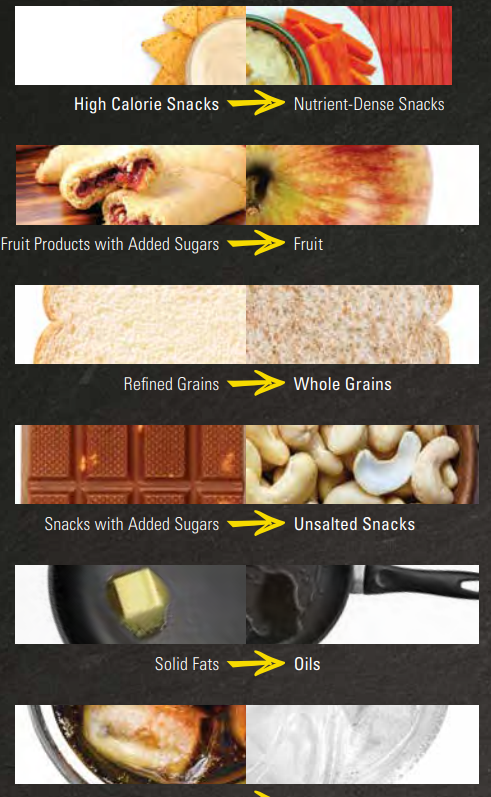 High Calorie Snacks Nutrient-Dense Snacks
Fruit Products with Added Sugars Fruit
Refined Grains Whole Grains
Snacks with Added Sugars Unsalted Snacks
Solid Fats Oils